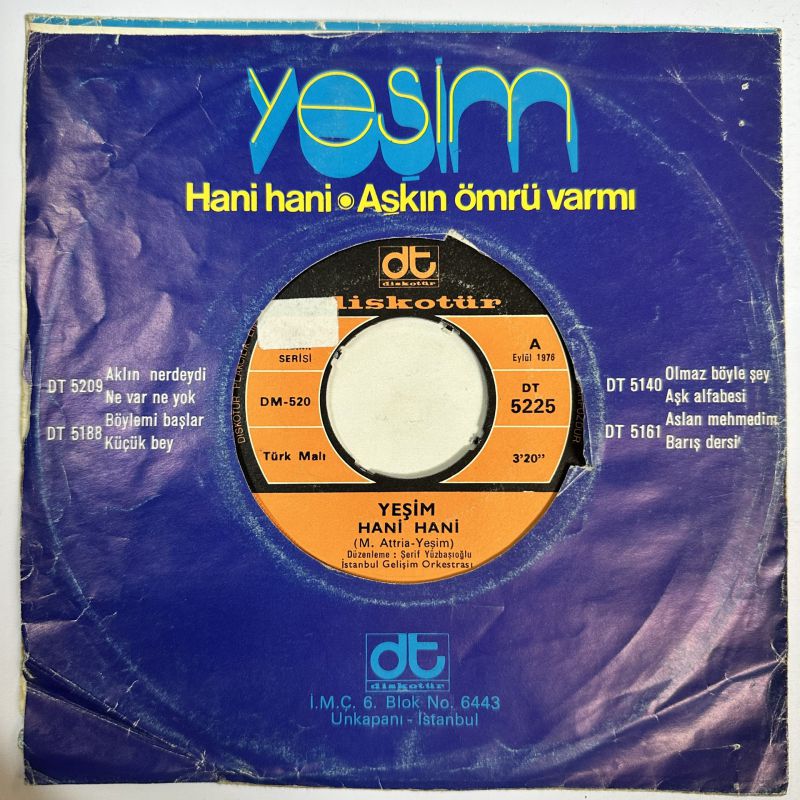 yeşim
Hani hani ● Aşkın ömrü varmı
dt
diskotür
diskotür
SERİSİ
A
Eylül 1976
DM-520
DT
5225
Türk Malı
3'20"
YEŞİM
HANİ HANİ
(M. Attria-Yeşim)
Düzenleme : Şerif Yüzbaşıoğlu
İstanbul Gelişim Orkestrası
DT 5209
Aklın nerdeydi
Ne var ne yok
DT 5188
Böylemi başlar
Küçük bey
DT 5140
Olmaz böyle şey
Aşk alfabesi
DT 5161
Aslan mehmedim
Barış dersi
dt
diskotür
İ.M.Ç. 6. Blok No. 6443
Unkapanı - İstanbul